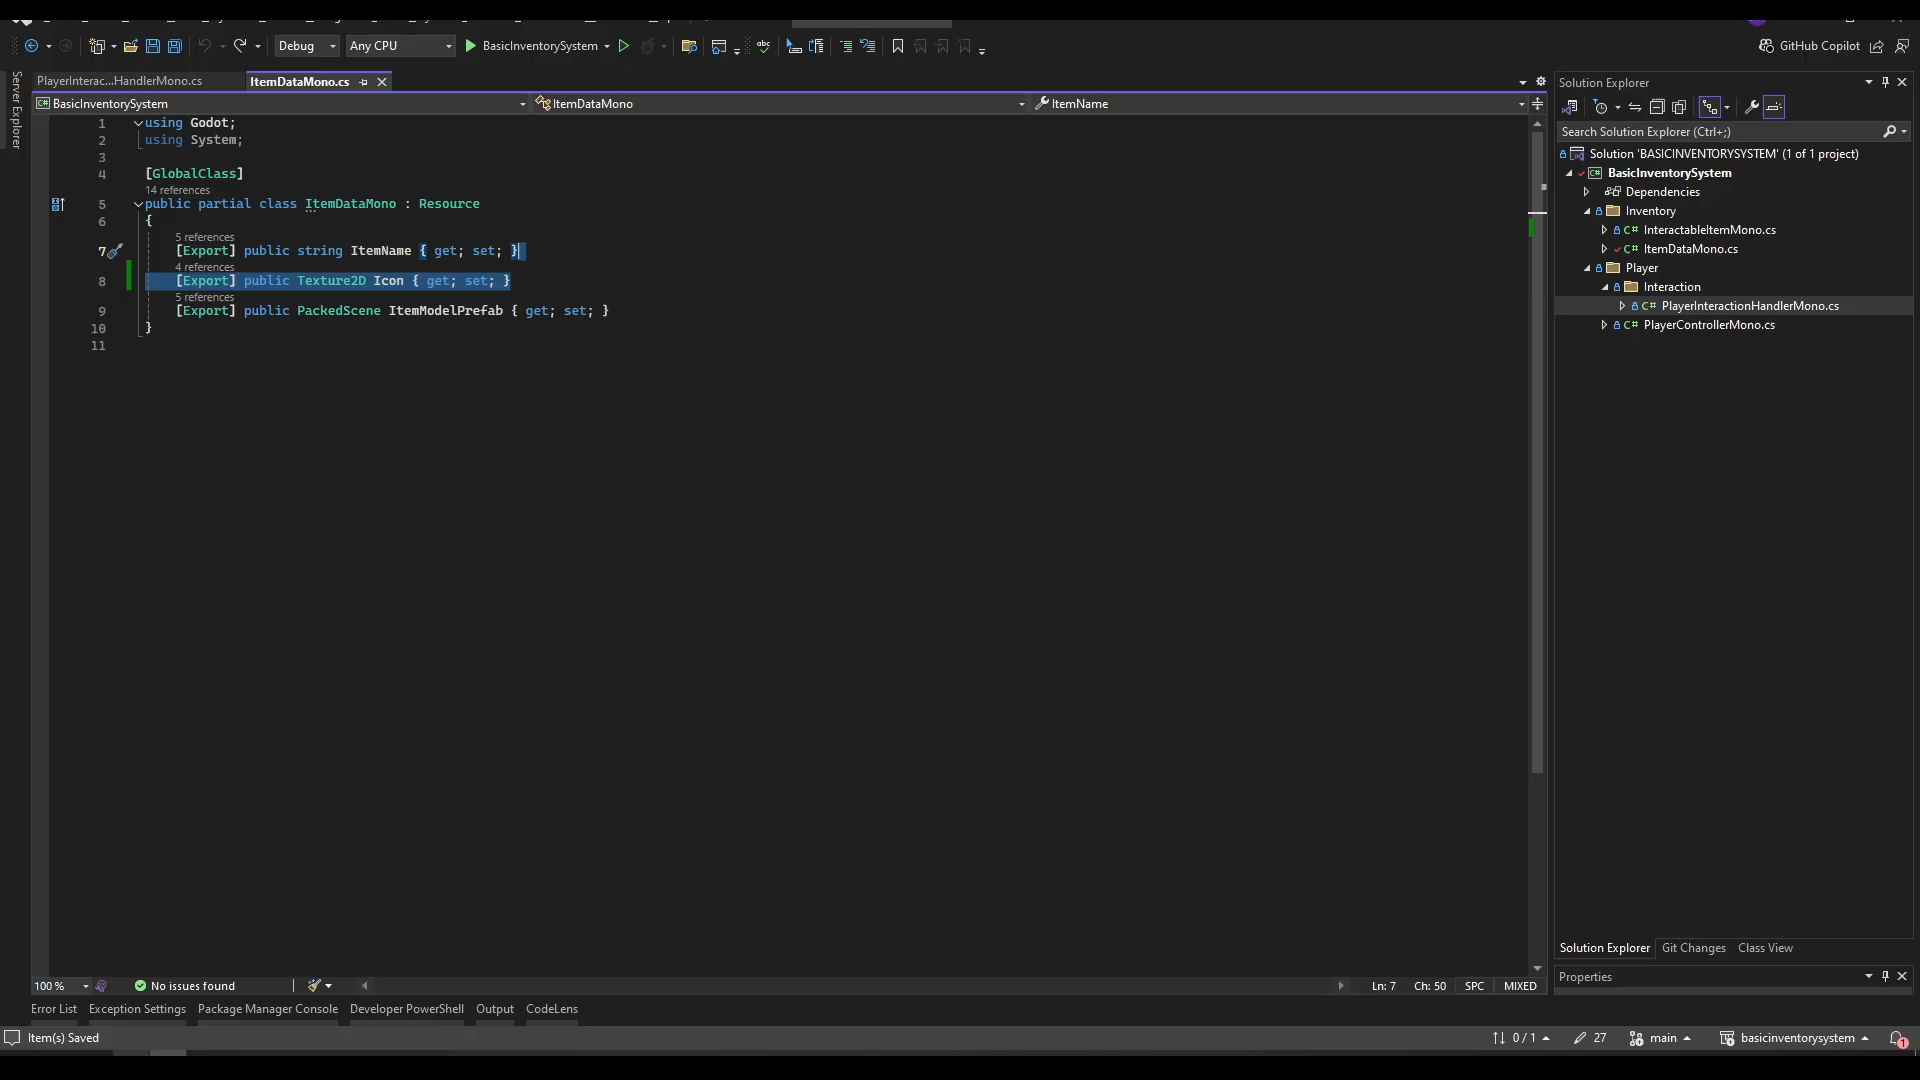 Debug
Any CPU
BasicInventorySystem
GitHub Copilot
Server Explorer
PlayerInterac...HandlerMono.cs
ItemDataMono.cs
BasicInventorySystem
ItemDataMono
ItemName
1 using Godot;
2 using System;
3
4 [GlobalClass]
14 references
5 public partial class ItemDataMono : Resource
6 {
5 references
7 [Export] public string ItemName { get; set; }
4 references
8 [Export] public Texture2D Icon { get; set; }
5 references
9 [Export] public PackedScene ItemModelPrefab { get; set; }
10 }
11
Solution Explorer
Search Solution Explorer (Ctrl+;)
Solution 'BASICINVENTORYSYSTEM' (1 of 1 project)
C# BasicInventorySystem
Dependencies
Inventory
C# InteractableItemMono.cs
C# ItemDataMono.cs
Player
Interaction
C# PlayerInteractionHandlerMono.cs
C# PlayerControllerMono.cs
Solution Explorer
Git Changes
Class View
Properties
100 %
No issues found
Ln: 7
Ch: 50
SPC
MIXED
Error List
Exception Settings
Package Manager Console
Developer PowerShell
Output
CodeLens
Item(s) Saved
0 / 1
27
main
basicinventorysystem
1